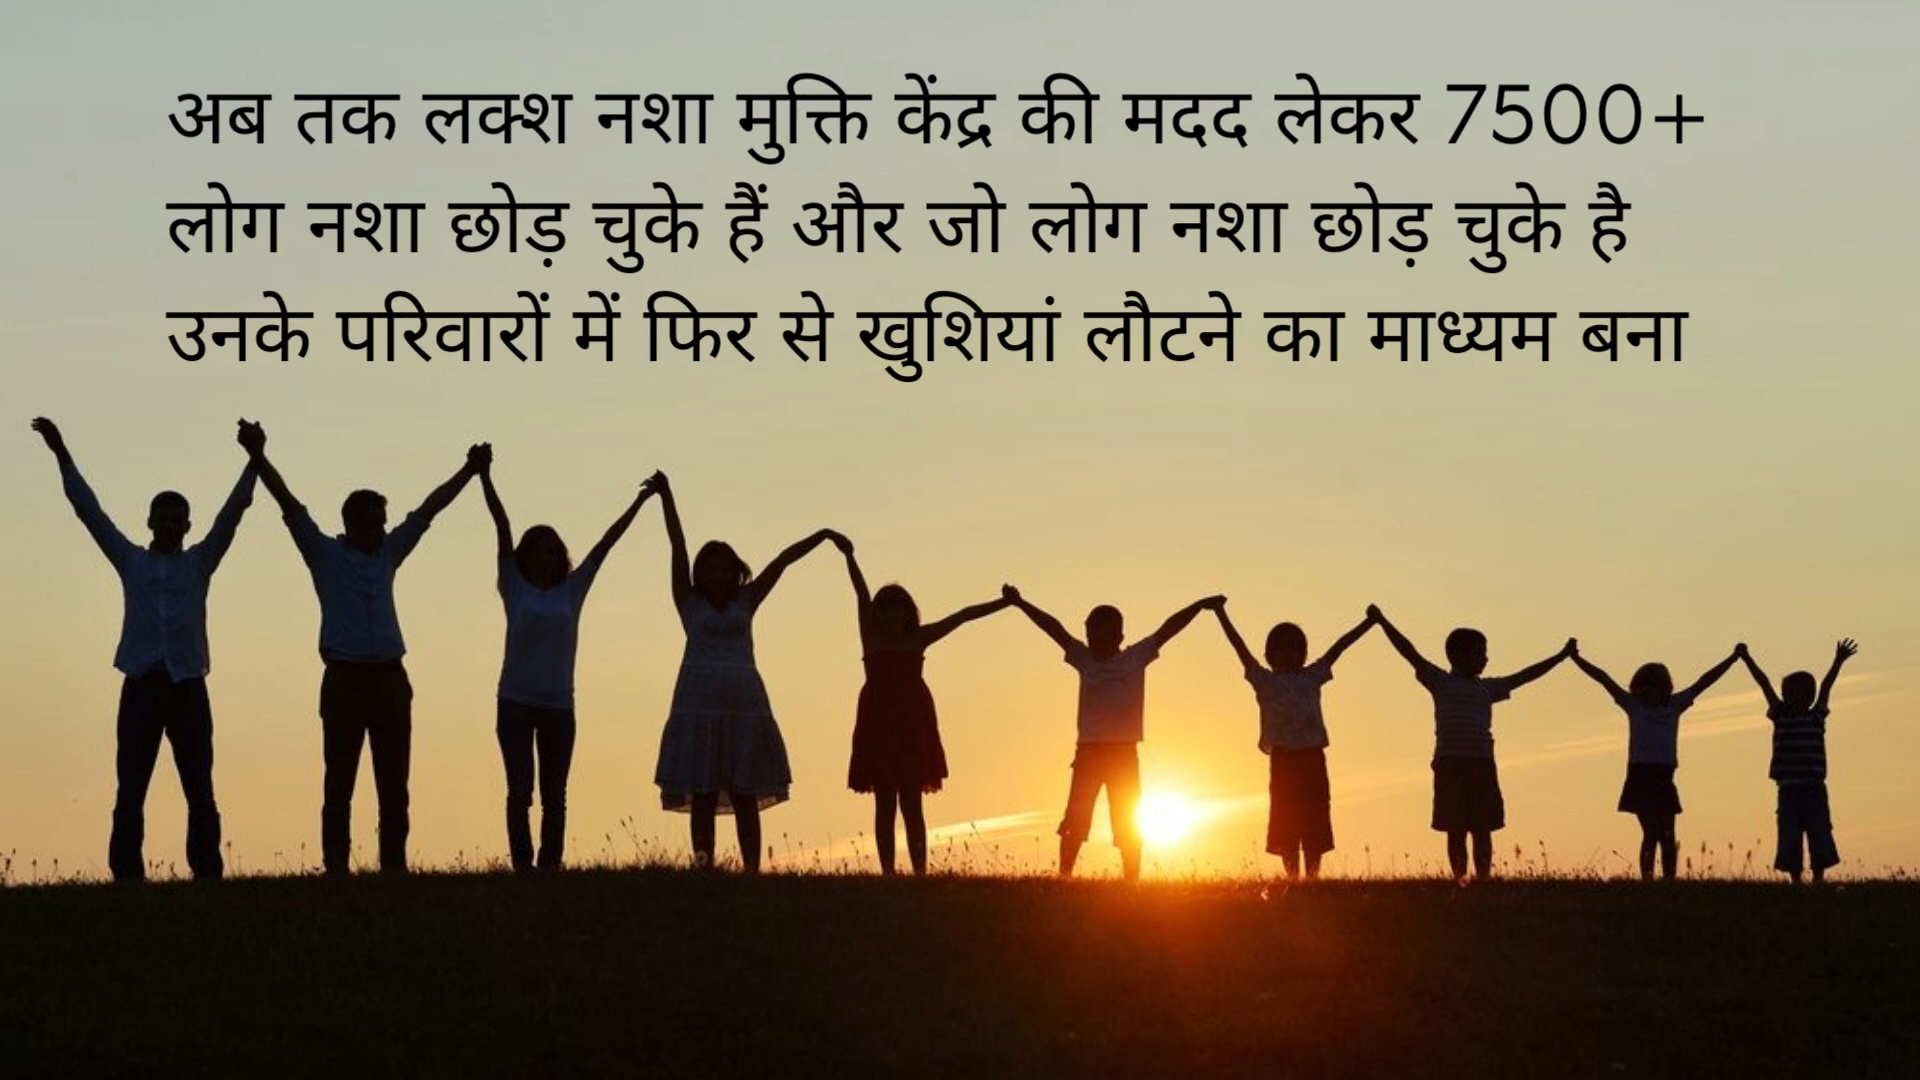 अब तक लक्श नशा मुक्ति केंद्र की मदद लेकर 7500+
लोग नशा छोड़ चुके हैं और जो लोग नशा छोड़ चुके है
उनके परिवारों में फिर से खुशियां लौटने का माध्यम बना